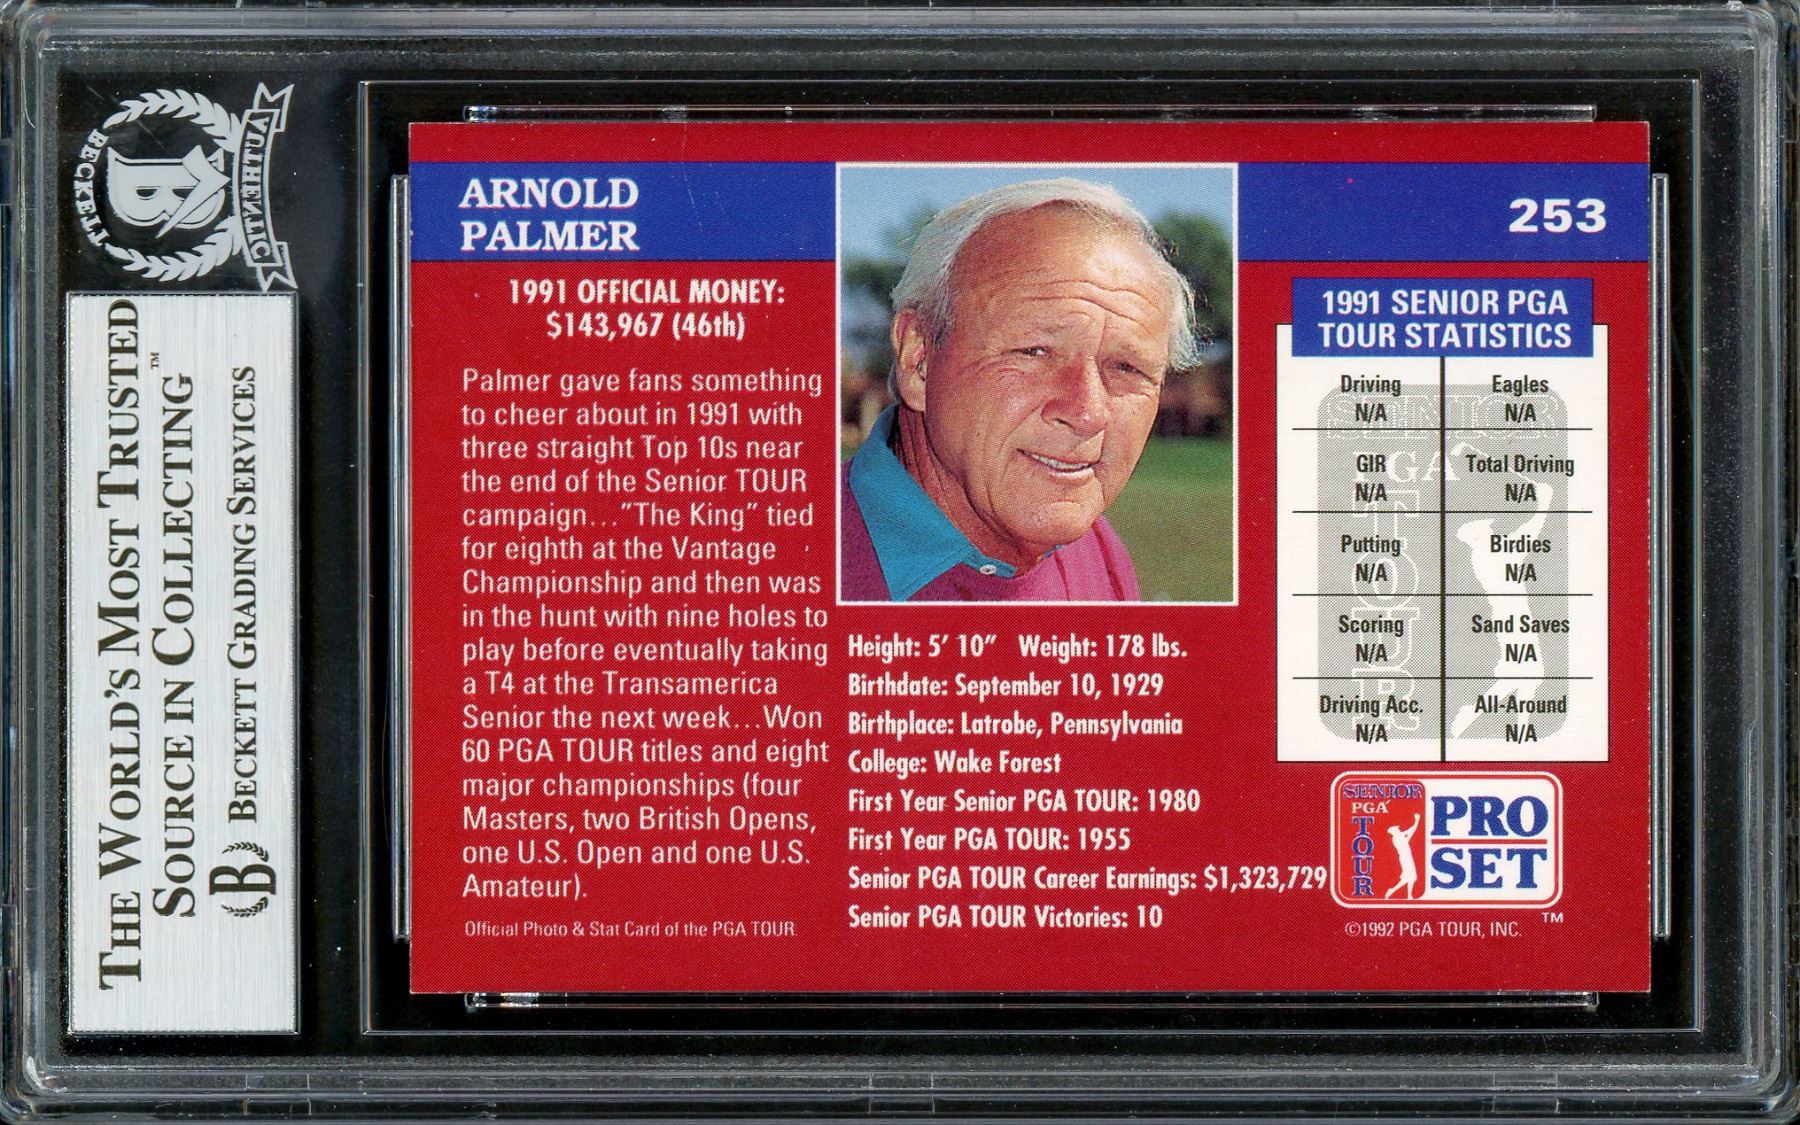 BECKETT
AUTHENTIC
THE WORLD'S MOST TRUSTED
SOURCE IN COLLECTING™
B BECKETT GRADING SERVICES
ARNOLD
PALMER
253
1991 OFFICIAL MONEY:
$143,967 (46th)
Palmer gave fans something
to cheer about in 1991 with
three straight Top 10s near
the end of the Senior TOUR
campaign..."The King" tied
for eighth at the Vantage
Championship and then was
in the hunt with nine holes to
play before eventually taking
a T4 at the Transamerica
Senior the next week...Won
60 PGA TOUR titles and eight
major championships (four
Masters, two British Opens,
one U.S. Open and one U.S.
Amateur).
Official Photo & Stat Card of the PGA TOUR
Height: 5' 10" Weight: 178 lbs.
Birthdate: September 10, 1929
Birthplace: Latrobe, Pennsylvania
College: Wake Forest
First Year Senior PGA TOUR: 1980
First Year PGA TOUR: 1955
Senior PGA TOUR Career Earnings: $1,323,729
Senior PGA TOUR Victories: 10
1991 SENIOR PGA
TOUR STATISTICS
Driving Eagles
N/A N/A
GIR Total Driving
N/A N/A
Putting Birdies
N/A N/A
Scoring Sand Saves
N/A N/A
Driving Acc. All-Around
N/A N/A
SENIOR
PGA
TOUR
SENIOR
PGA
TOUR
PRO
SET
™
©1992 PGA TOUR, INC.